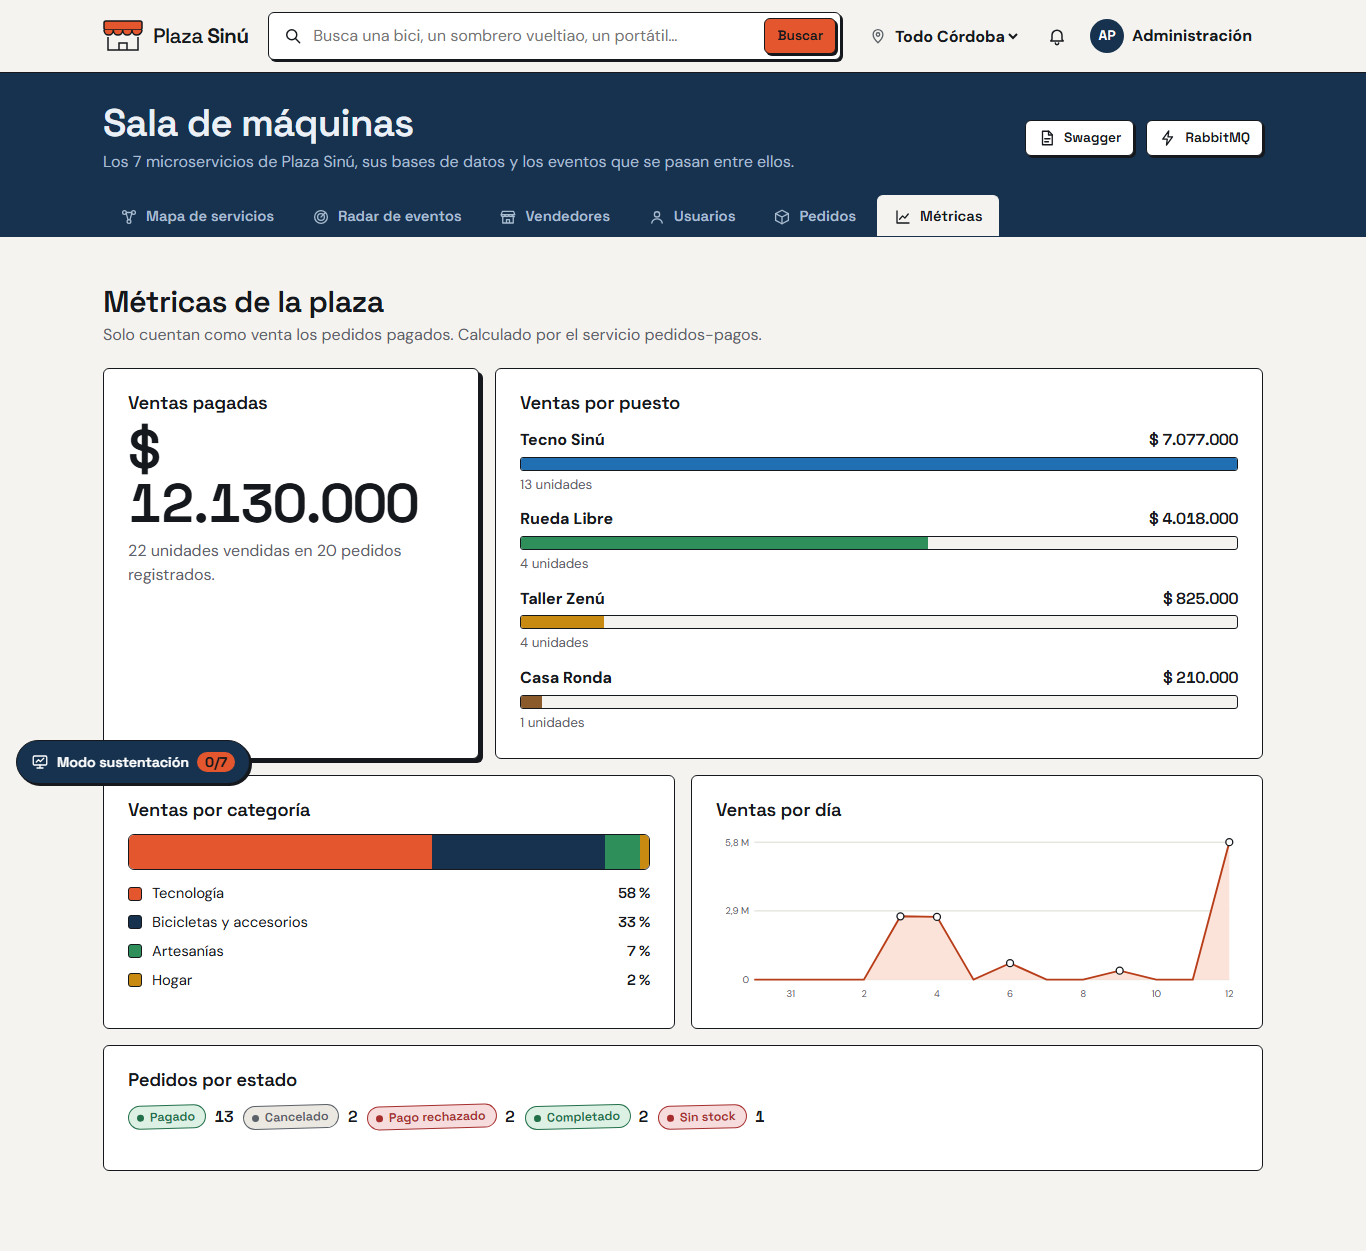 Plaza Sinú
Busca una bici, un sombrero vueltiao, un portátil...
Buscar
Todo Córdoba
AP
Administración
Sala de máquinas
Los 7 microservicios de Plaza Sinú, sus bases de datos y los eventos que se pasan entre ellos.
Swagger
RabbitMQ
Mapa de servicios
Radar de eventos
Vendedores
Usuarios
Pedidos
Métricas
Métricas de la plaza
Solo cuentan como venta los pedidos pagados. Calculado por el servicio pedidos-pagos.
Ventas pagadas
$
12.130.000
22 unidades vendidas en 20 pedidos
registrados.
Ventas por puesto
Tecno Sinú $ 7.077.000
13 unidades
Rueda Libre $ 4.018.000
4 unidades
Taller Zenú $ 825.000
4 unidades
Casa Ronda $ 210.000
1 unidades
Modo sustentación 0/7
Ventas por categoría
Tecnología 58 %
Bicicletas y accesorios 33 %
Artesanías 7 %
Hogar 2 %
Ventas por día
5,8 M
2,9 M
0
31 2 4 6 8 10 12
Pedidos por estado
Pagado 13 Cancelado 2 Pago rechazado 2 Completado 2 Sin stock 1